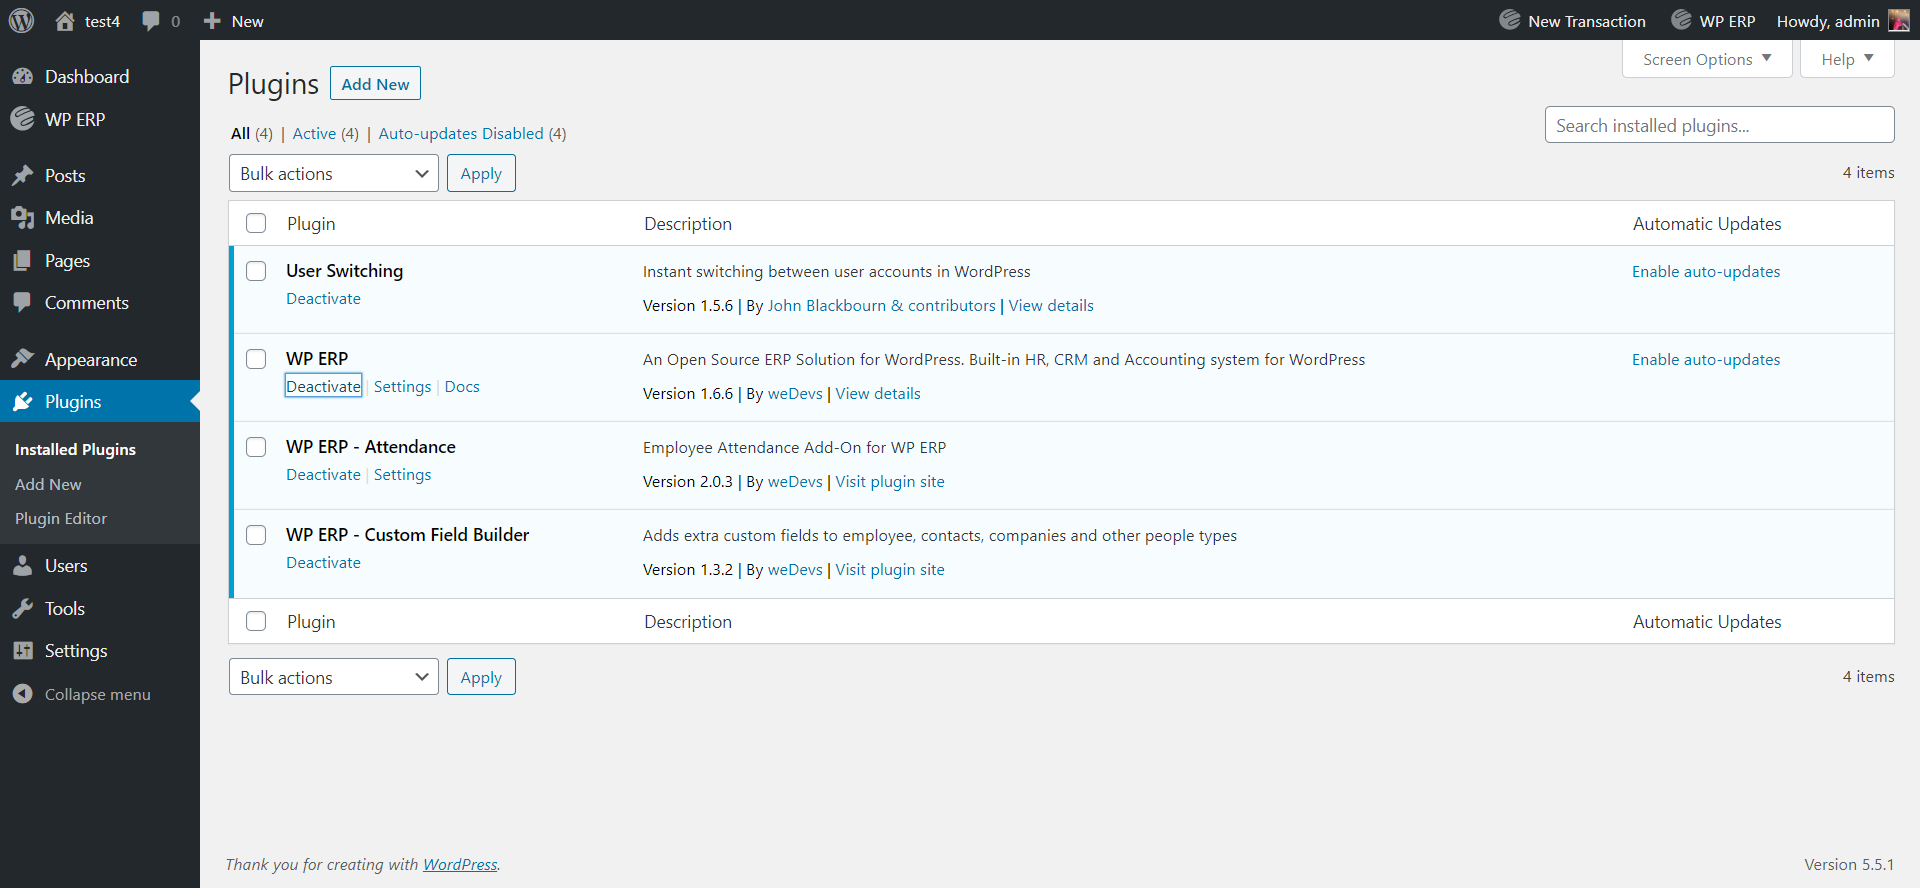 test4 0 New New Transaction WP ERP Howdy, admin
Dashboard
WP ERP
Posts
Media
Pages
Comments
Appearance
Plugins
Installed Plugins
Add New
Plugin Editor
Users
Tools
Settings
Collapse menu
Screen Options Help
Plugins Add New
All (4) | Active (4) | Auto-updates Disabled (4)
Search installed plugins...
Bulk actions Apply
4 items
Plugin Description Automatic Updates
User Switching Instant switching between user accounts in WordPress Enable auto-updates
Deactivate
Version 1.5.6 | By John Blackbourn & contributors | View details
WP ERP An Open Source ERP Solution for WordPress. Built-in HR, CRM and Accounting system for WordPress Enable auto-updates
Deactivate | Settings | Docs
Version 1.6.6 | By weDevs | View details
WP ERP - Attendance Employee Attendance Add-On for WP ERP
Deactivate | Settings
Version 2.0.3 | By weDevs | Visit plugin site
WP ERP - Custom Field Builder Adds extra custom fields to employee, contacts, companies and other people types
Deactivate
Version 1.3.2 | By weDevs | Visit plugin site
Plugin Description Automatic Updates
Bulk actions Apply 4 items
Thank you for creating with WordPress. Version 5.5.1